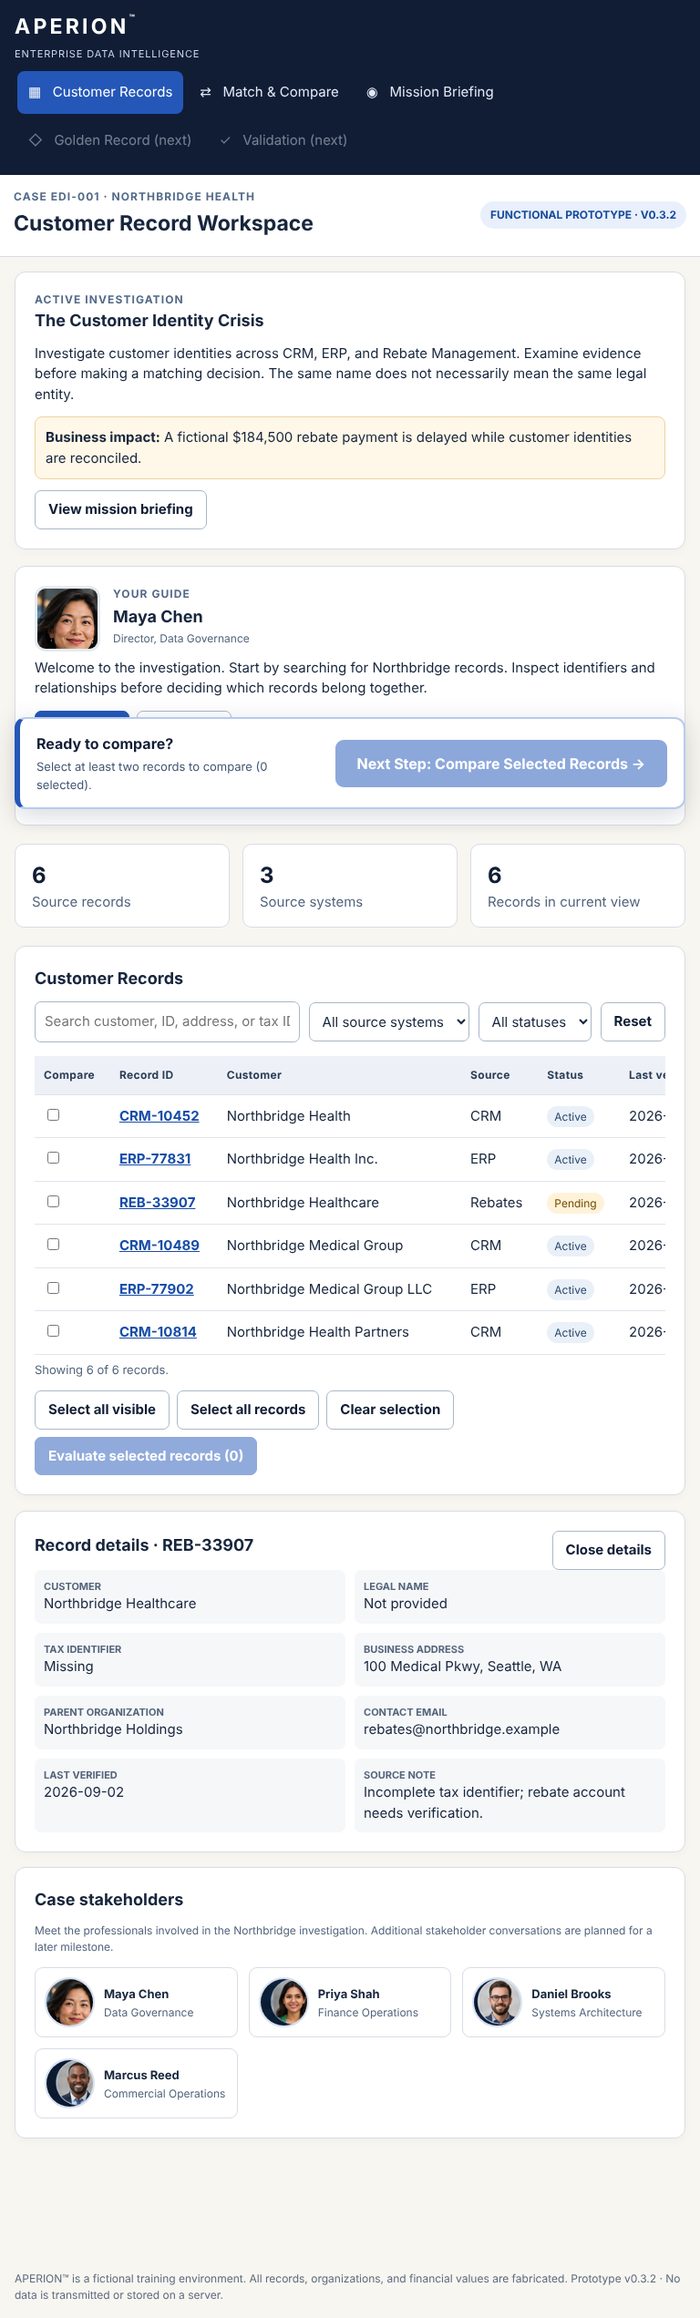 APERION™
ENTERPRISE DATA INTELLIGENCE
Customer Records
Match & Compare
Mission Briefing
Golden Record (next)
Validation (next)
CASE EDI-001 · NORTHBRIDGE HEALTH
Customer Record Workspace
FUNCTIONAL PROTOTYPE · V0.3.2
ACTIVE INVESTIGATION
The Customer Identity Crisis
Investigate customer identities across CRM, ERP, and Rebate Management. Examine evidence
before making a matching decision. The same name does not necessarily mean the same legal
entity.
Business impact: A fictional $184,500 rebate payment is delayed while customer identities
are reconciled.
View mission briefing
YOUR GUIDE
Maya Chen
Director, Data Governance
Welcome to the investigation. Start by searching for Northbridge records. Inspect identifiers and
relationships before deciding which records belong together.
Ready to compare?
Select at least two records to compare (0
selected).
Next Step: Compare Selected Records →
6
Source records
3
Source systems
6
Records in current view
Customer Records
Search customer, ID, address, or tax ID
All source systems
All statuses
Reset
Compare Record ID Customer Source Status Last ve
CRM-10452 Northbridge Health CRM Active 2026-
ERP-77831 Northbridge Health Inc. ERP Active 2026-
REB-33907 Northbridge Healthcare Rebates Pending 2026-
CRM-10489 Northbridge Medical Group CRM Active 2026-
ERP-77902 Northbridge Medical Group LLC ERP Active 2026-
CRM-10814 Northbridge Health Partners CRM Active 2026-
Showing 6 of 6 records.
Select all visible
Select all records
Clear selection
Evaluate selected records (0)
Record details · REB-33907
Close details
CUSTOMER
Northbridge Healthcare
LEGAL NAME
Not provided
TAX IDENTIFIER
Missing
BUSINESS ADDRESS
100 Medical Pkwy, Seattle, WA
PARENT ORGANIZATION
Northbridge Holdings
CONTACT EMAIL
rebates@northbridge.example
LAST VERIFIED
2026-09-02
SOURCE NOTE
Incomplete tax identifier; rebate account
needs verification.
Case stakeholders
Meet the professionals involved in the Northbridge investigation. Additional stakeholder conversations are planned for a
later milestone.
Maya Chen
Data Governance
Priya Shah
Finance Operations
Daniel Brooks
Systems Architecture
Marcus Reed
Commercial Operations
APERION™ is a fictional training environment. All records, organizations, and financial values are fabricated. Prototype v0.3.2 · No
data is transmitted or stored on a server.